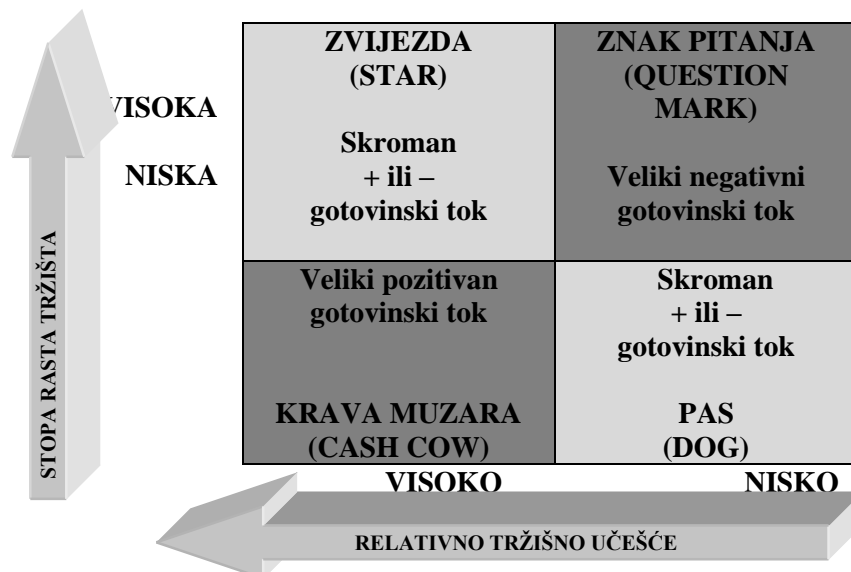 ZVIJEZDA
(STAR)
Skroman
+ ili –
gotovinski tok
ZNAK PITANJA
(QUESTION
MARK)
Veliki negativni
gotovinski tok
VISOKA
NISKA
Veliki pozitivan
gotovinski tok
KRAVA MUZARA
(CASH COW)
Skroman
+ ili –
gotovinski tok
PAS
(DOG)
STOPA RASTA TRŽIŠTA
VISOKO
NISKO
RELATIVNO TRŽIŠNO UČEŠĆE